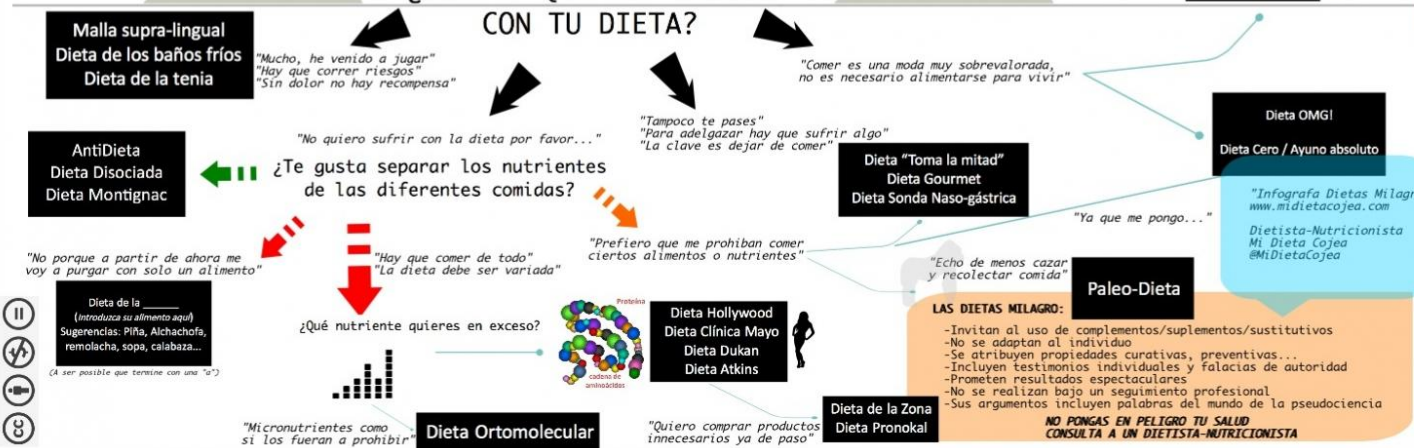 CON TU DIETA?
Malla supra-lingual
Dieta de los baños fríos
Dieta de la tenia
"Mucho, he venido a jugar"
"Hay que correr riesgos"
"Sin dolor no hay recompensa"
"Comer es una moda muy sobrevalorada,
no es necesario alimentarse para vivir"
"No quiero sufrir con la dieta por favor..."
"Tampoco te pases"
"Para adelgazar hay que sufrir algo"
"La clave es dejar de comer"
Dieta OMG!
Dieta Cero / Ayuno absoluto
AntiDieta
Dieta Disociada
Dieta Montignac
¿Te gusta separar los nutrientes
de las diferentes comidas?
Dieta "Toma la mitad"
Dieta Gourmet
Dieta Sonda Naso-gástrica
"Ya que me pongo..."
"Infografa Dietas Milagr
www.midietacojea.com
Dietista-Nutricionista
Mi Dieta Cojea
@MiDietaCojea
"No porque a partir de ahora me
voy a purgar con solo un alimento"
"Hay que comer de todo"
"La dieta debe ser variada"
"Prefiero que me prohiban comer
ciertos alimentos o nutrientes"
"Echo de menos cazar
y recolectar comida"
Paleo-Dieta
Dieta de la ______
(Introduzca su alimento aquí)
Sugerencias: Piña, Alchachofa,
remolacha, sopa, calabaza...
(A ser posible que termine con una "a")
¿Qué nutriente quieres en exceso?
Proteína
cadena de
aminoácidos
Dieta Hollywood
Dieta Clínica Mayo
Dieta Dukan
Dieta Atkins
LAS DIETAS MILAGRO:
-Invitan al uso de complementos/suplementos/sustitutivos
-No se adaptan al individuo
-Se atribuyen propiedades curativas, preventivas...
-Incluyen testimonios individuales y falacias de autoridad
-Prometen resultados espectaculares
-No se realizan bajo un seguimiento profesional
-Sus argumentos incluyen palabras del mundo de la pseudociencia
NO PONGAS EN PELIGRO TU SALUD
CONSULTA A UN DIETISTA-NUTRICIONISTA
"Micronutrientes como
si los fueran a prohibir"
Dieta Ortomolecular
"Quiero comprar productos
innecesarios ya de paso"
Dieta de la Zona
Dieta Pronokal
cc